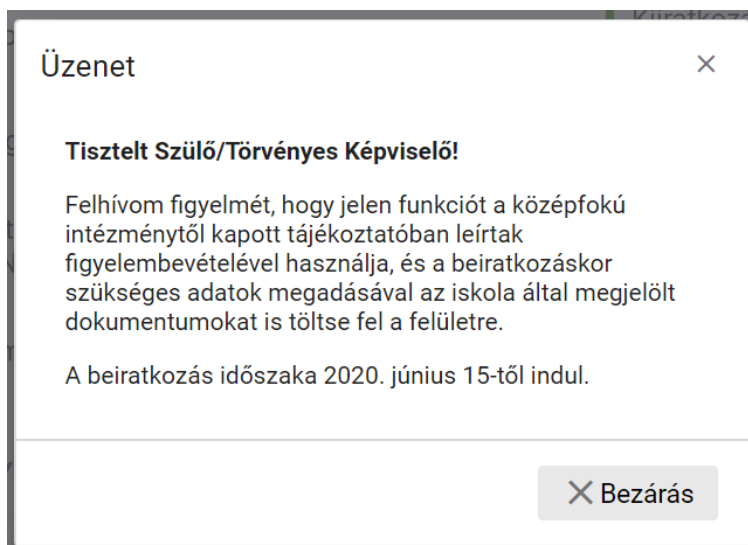 Üzenet
Tisztelt Szülő/Törvényes Képviselő!
Felhívom figyelmét, hogy jelen funkciót a középfokú
intézménytől kapott tájékoztatóban leírtak
figyelembevételével használja, és a beiratkozáskor
szükséges adatok megadásával az iskola által megjelölt
dokumentumokat is töltse fel a felületre.
A beiratkozás időszaka 2020. június 15-től indul.
Bezárás